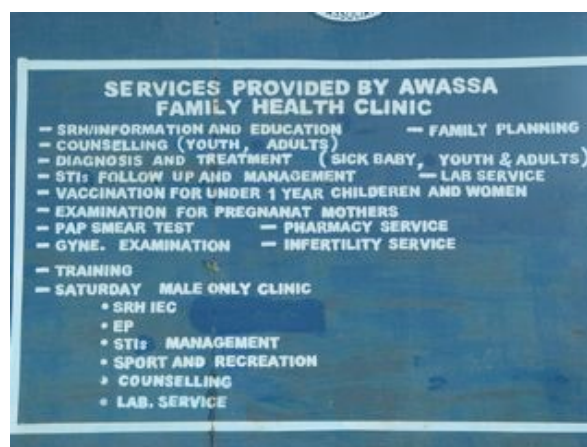 ASSOCIAT
SERVICES PROVIDED BY AWASSA
FAMILY HEALTH CLINIC
- SRH/INFORMATION AND EDUCATION - FAMILY PLANNING
- COUNSELLING (YOUTH, ADULTS)
- DIAGNOSIS AND TREATMENT (SICK BABY, YOUTH & ADULTS)
- STIs FOLLOW UP AND MANAGEMENT - LAB SERVICE
- VACCINATION FOR UNDER 1 YEAR CHILDEREN AND WOMEN
- EXAMINATION FOR PREGNANAT MOTHERS
- PAP SMEAR TEST - PHARMACY SERVICE
- GYNE. EXAMINATION - INFERTILITY SERVICE
- TRAINING
- SATURDAY MALE ONLY CLINIC
• SRH IEC
• EP
• STIs MANAGEMENT
• SPORT AND RECREATION
• COUNSELLING
• LAB. SERVICE